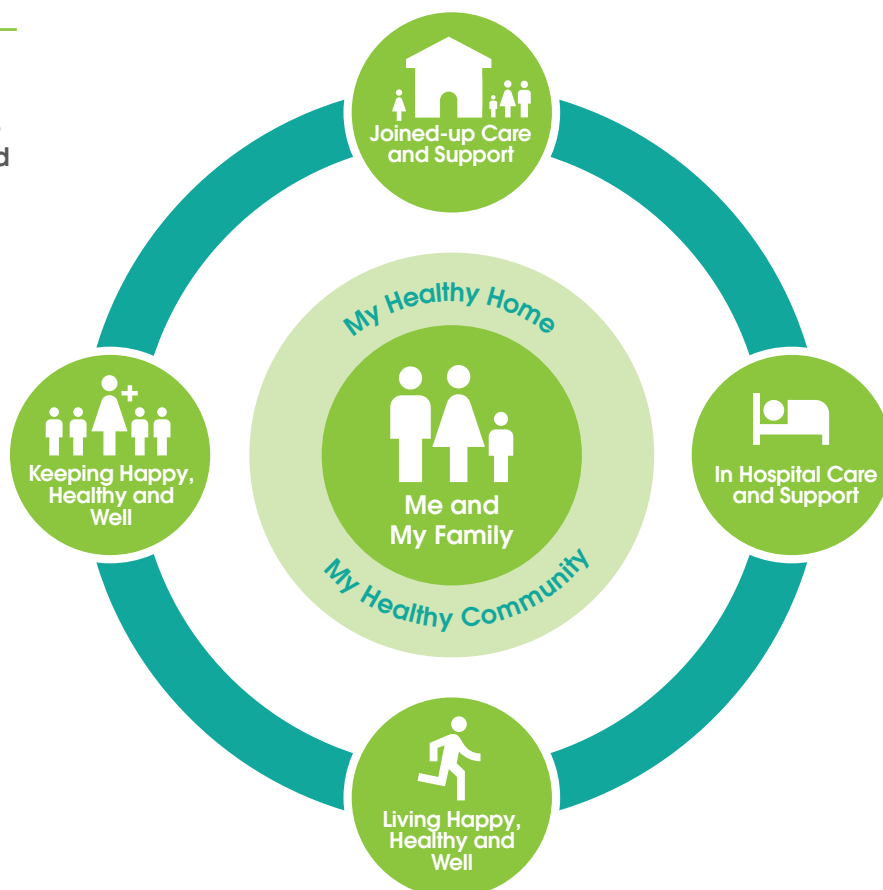 Joined-up Care
and Support
My Healthy Home
Keeping Happy,
Healthy and
Well
Me and
My Family
In Hospital Care
and Support
My Healthy Community
Living Happy,
Healthy and
Well